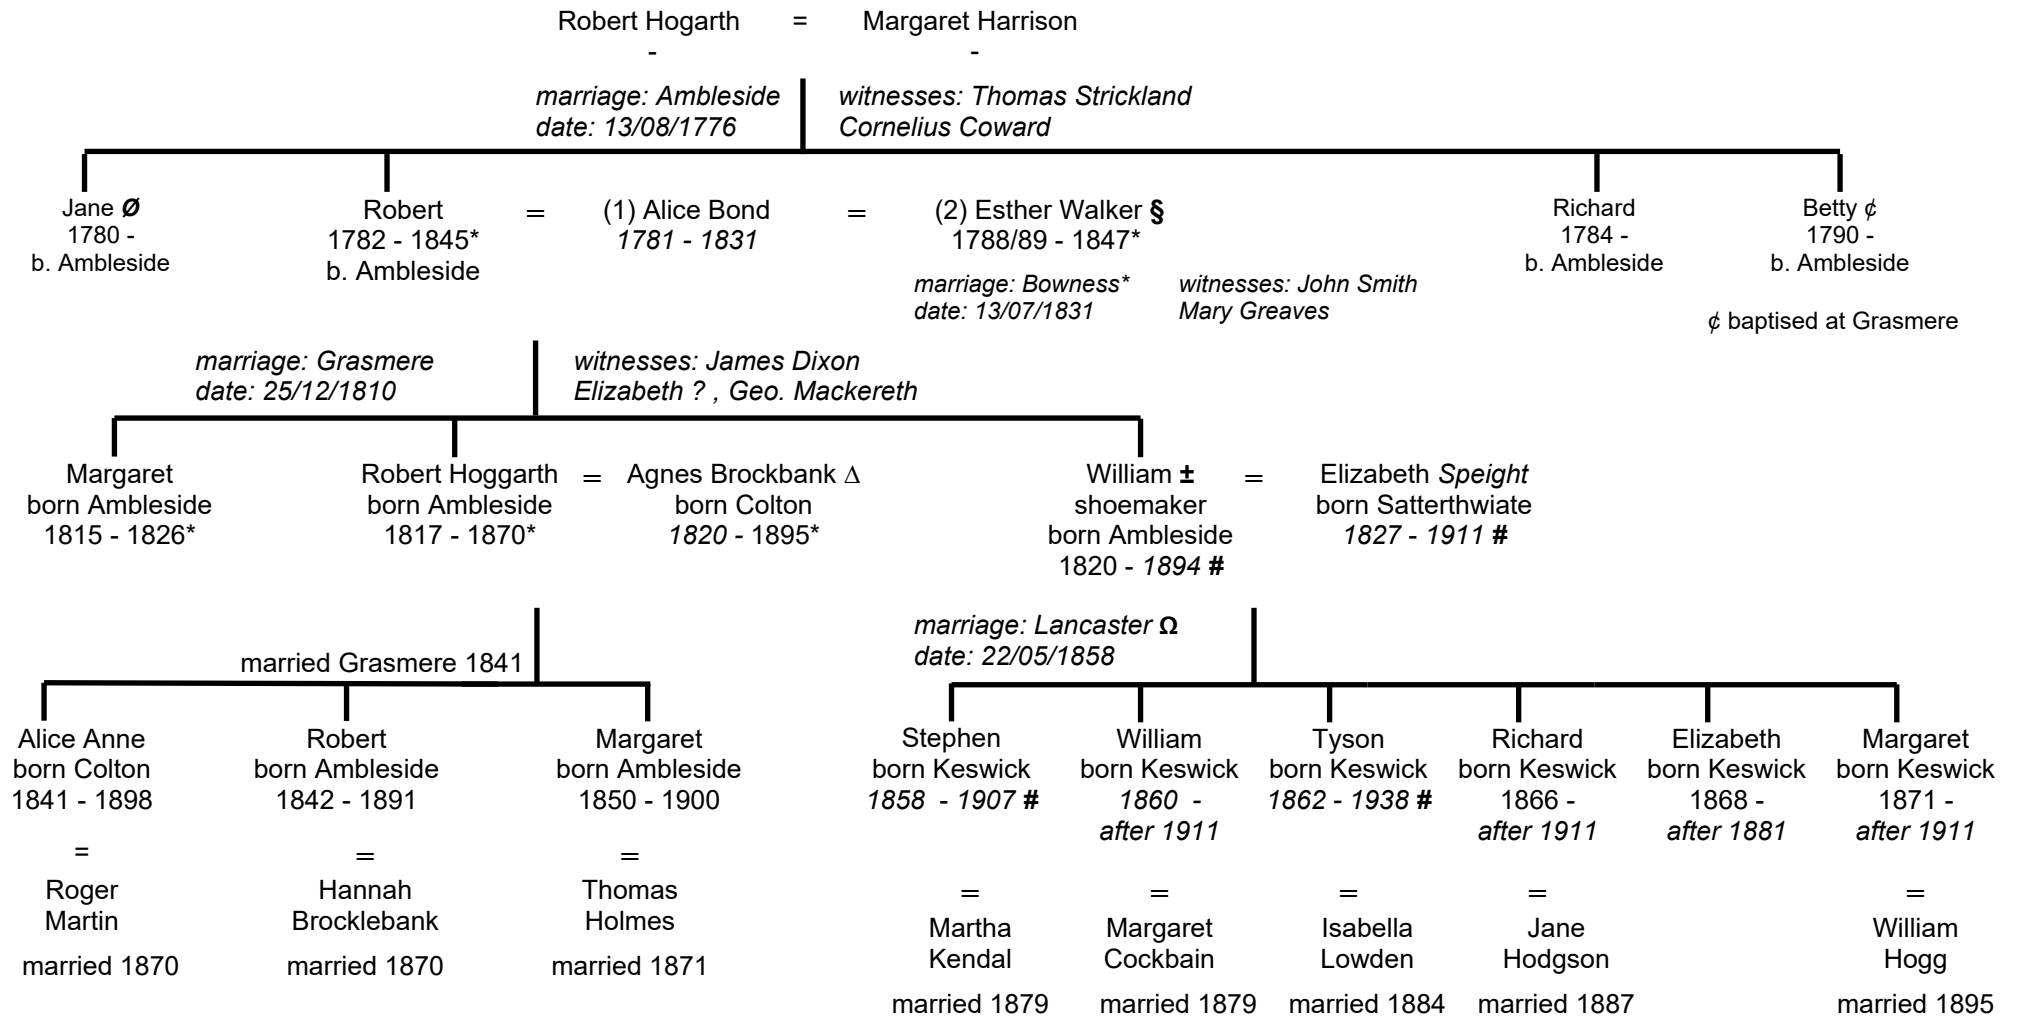 Robert Hogarth = Margaret Harrison
- -
marriage: Ambleside
date: 13/08/1776
witnesses: Thomas Strickland
Cornelius Coward
Jane Ø
1780 -
b. Ambleside
Robert
1782 - 1845*
b. Ambleside
=
(1) Alice Bond
1781 - 1831
=
(2) Esther Walker §
1788/89 - 1847*
marriage: Bowness*
date: 13/07/1831
witnesses: John Smith
Mary Greaves
Richard
1784 -
b. Ambleside
Betty ¢
1790 -
b. Ambleside
¢ baptised at Grasmere
marriage: Grasmere
date: 25/12/1810
witnesses: James Dixon
Elizabeth ? , Geo. Mackereth
Margaret
born Ambleside
1815 - 1826*
Robert Hoggarth
born Ambleside
1817 - 1870*
=
Agnes Brockbank Δ
born Colton
1820 - 1895*
William ±
shoemaker
born Ambleside
1820 - 1894 #
=
Elizabeth Speight
born Satterthwiate
1827 - 1911 #
married Grasmere 1841
marriage: Lancaster Ω
date: 22/05/1858
Alice Anne
born Colton
1841 - 1898
=
Roger
Martin
married 1870
Robert
born Ambleside
1842 - 1891
=
Hannah
Brocklebank
married 1870
Margaret
born Ambleside
1850 - 1900
=
Thomas
Holmes
married 1871
Stephen
born Keswick
1858 - 1907 #
=
Martha
Kendal
married 1879
William
born Keswick
1860 -
after 1911
=
Margaret
Cockbain
married 1879
Tyson
born Keswick
1862 - 1938 #
=
Isabella
Lowden
married 1884
Richard
born Keswick
1866 -
after 1911
=
Jane
Hodgson
married 1887
Elizabeth
born Keswick
1868 -
after 1881
Margaret
born Keswick
1871 -
after 1911
=
William
Hogg
married 1895